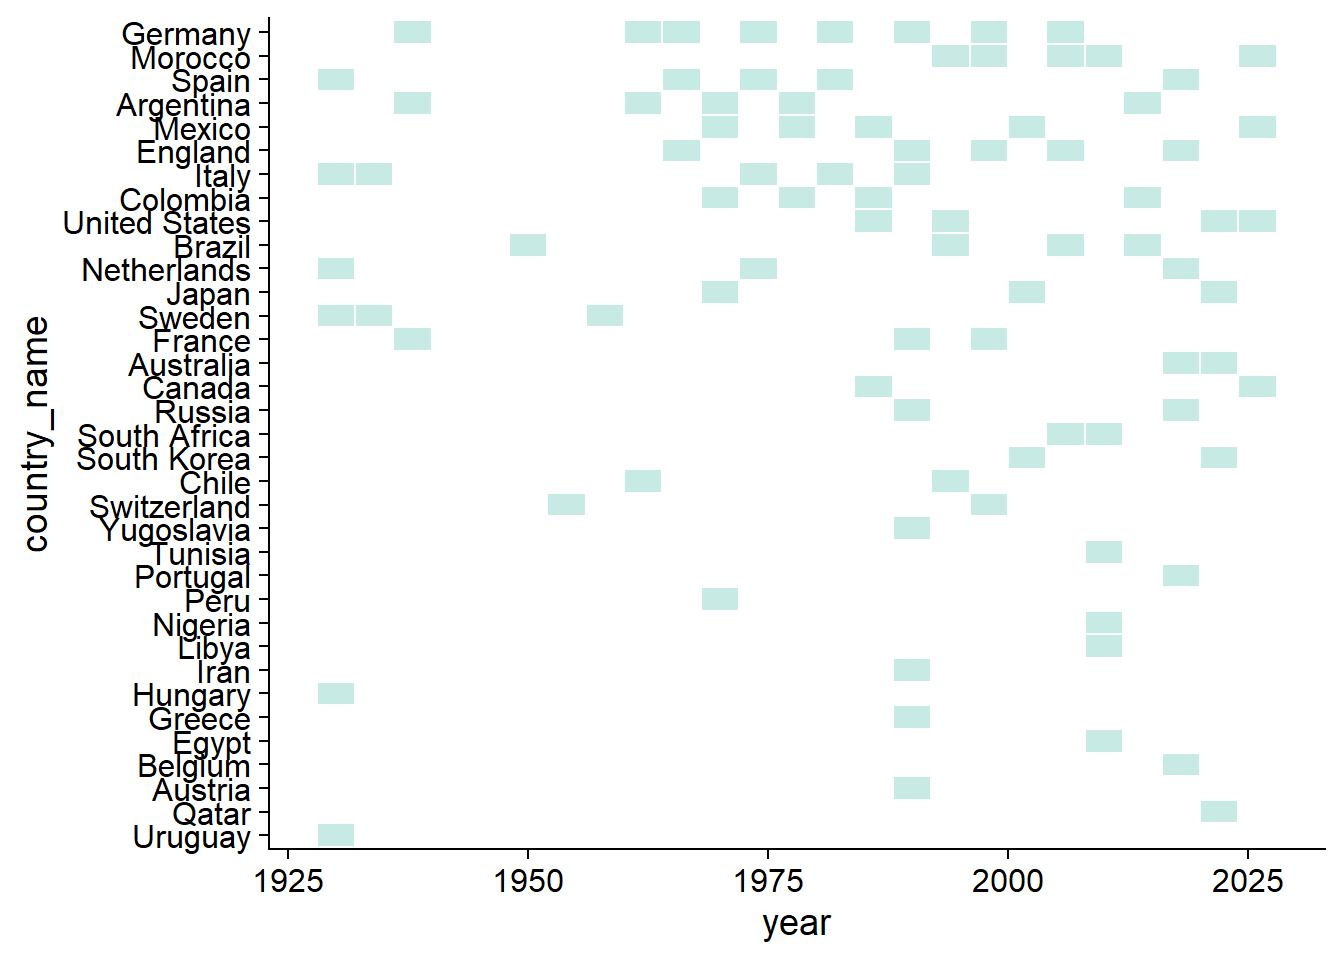 Germany
Morocco
Spain
Argentina
Mexico
England
Italy
Colombia
United States
Brazil
Netherlands
Japan
Sweden
France
Australia
Canada
Russia
South Africa
South Korea
Chile
Switzerland
Yugoslavia
Tunisia
Portugal
Peru
Nigeria
Libya
Iran
Hungary
Greece
Egypt
Belgium
Austria
Qatar
Uruguay
country_name
1925 1950 1975 2000 2025
year